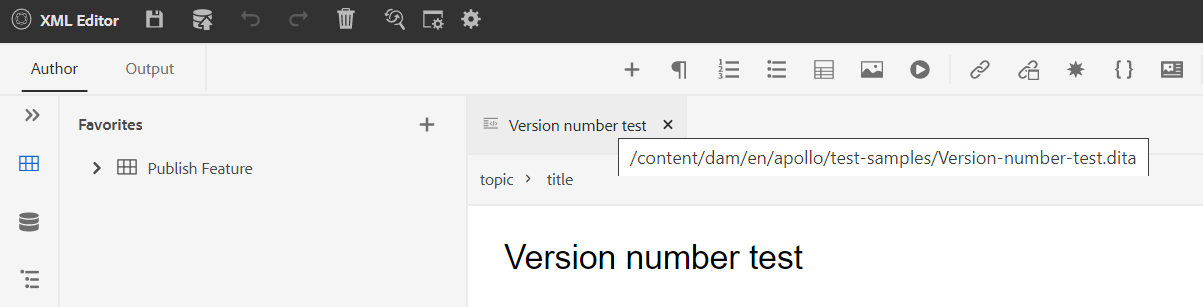 XML Editor
Author Output
Favorites
Publish Feature
Version number test
/content/dam/en/apollo/test-samples/Version-number-test.dita
topic > title
Version number test